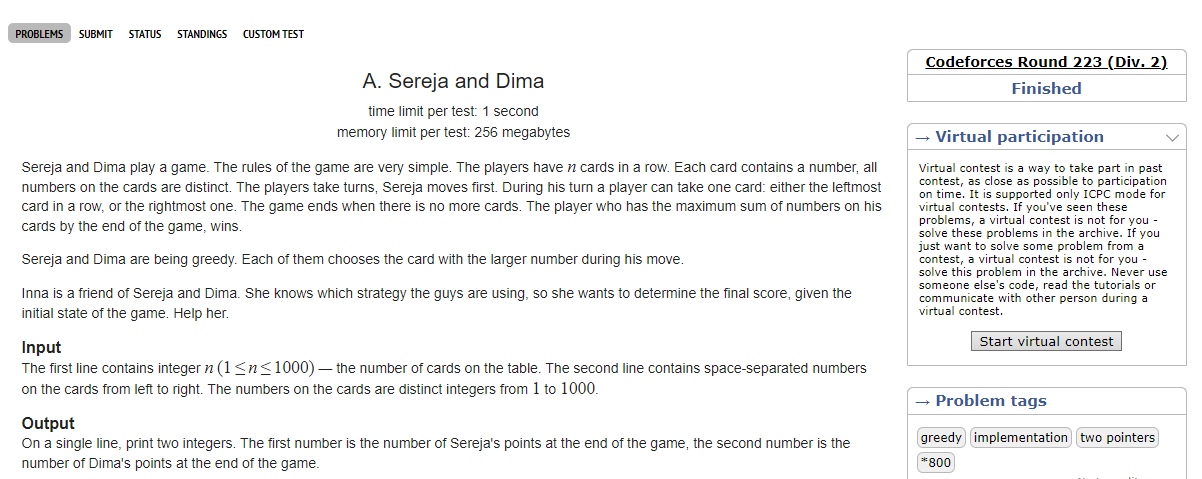 PROBLEMS SUBMIT STATUS STANDINGS CUSTOM TEST
A. Sereja and Dima
time limit per test: 1 second
memory limit per test: 256 megabytes
Sereja and Dima play a game. The rules of the game are very simple. The players have n cards in a row. Each card contains a number, all
numbers on the cards are distinct. The players take turns, Sereja moves first. During his turn a player can take one card: either the leftmost
card in a row, or the rightmost one. The game ends when there is no more cards. The player who has the maximum sum of numbers on his
cards by the end of the game, wins.
Sereja and Dima are being greedy. Each of them chooses the card with the larger number during his move.
Inna is a friend of Sereja and Dima. She knows which strategy the guys are using, so she wants to determine the final score, given the
initial state of the game. Help her.
Input
The first line contains integer n (1 ≤ n ≤ 1000) — the number of cards on the table. The second line contains space-separated numbers
on the cards from left to right. The numbers on the cards are distinct integers from 1 to 1000.
Output
On a single line, print two integers. The first number is the number of Sereja's points at the end of the game, the second number is the
number of Dima's points at the end of the game.
Codeforces Round 223 (Div. 2)
Finished
→ Virtual participation
Virtual contest is a way to take part in past
contest, as close as possible to participation
on time. It is supported only ICPC mode for
virtual contests. If you've seen these
problems, a virtual contest is not for you -
solve these problems in the archive. If you
just want to solve some problem from a
contest, a virtual contest is not for you -
solve this problem in the archive. Never use
someone else's code, read the tutorials or
communicate with other person during a
virtual contest.
Start virtual contest
→ Problem tags
greedy implementation two pointers
*800